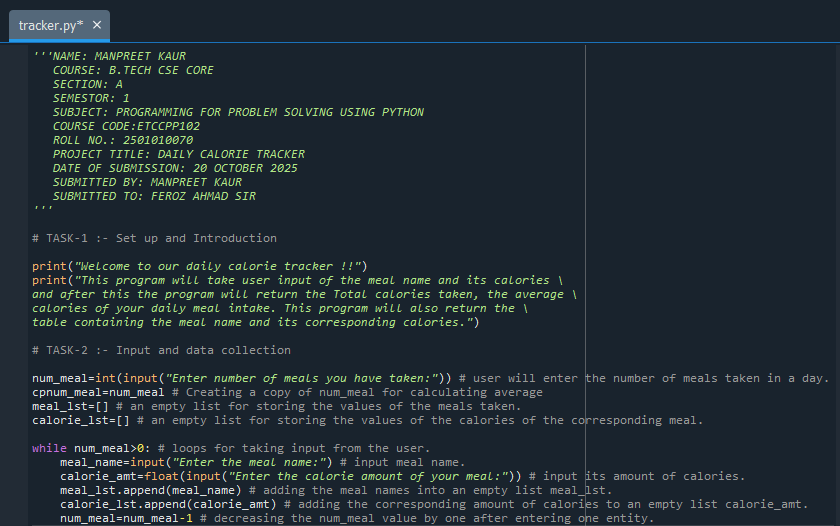 tracker.py* ×
'''NAME: MANPREET KAUR
COURSE: B.TECH CSE CORE
SECTION: A
SEMESTOR: 1
SUBJECT: PROGRAMMING FOR PROBLEM SOLVING USING PYTHON
COURSE CODE:ETCCPP102
ROLL NO.: 2501010070
PROJECT TITLE: DAILY CALORIE TRACKER
DATE OF SUBMISSION: 20 OCTOBER 2025
SUBMITTED BY: MANPREET KAUR
SUBMITTED TO: FEROZ AHMAD SIR
'''
# TASK-1 :- Set up and Introduction
print("Welcome to our daily calorie tracker !!")
print("This program will take user input of the meal name and its calories \
and after this the program will return the Total calories taken, the average \
calories of your daily meal intake. This program will also return the \
table containing the meal name and its corresponding calories.")
# TASK-2 :- Input and data collection
num_meal=int(input("Enter number of meals you have taken:")) # user will enter the number of meals taken in a day.
cpnum_meal=num_meal # Creating a copy of num_meal for calculating average
meal_lst=[] # an empty list for storing the values of the meals taken.
calorie_lst=[] # an empty list for storing the values of the calories of the corresponding meal.
while num_meal>0: # loops for taking input from the user.
meal_name=input("Enter the meal name:") # input meal name.
calorie_amt=float(input("Enter the calorie amount of your meal:")) # input its amount of calories.
meal_lst.append(meal_name) # adding the meal names into an empty list meal_lst.
calorie_lst.append(calorie_amt) # adding the corresponding amount of calories to an empty list calorie_amt.
num_meal=num_meal-1 # decreasing the num_meal value by one after entering one entity.